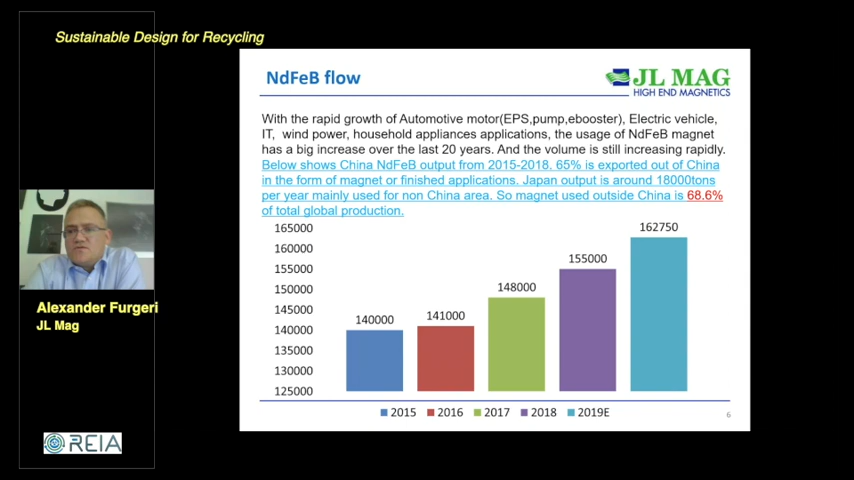 Sustainable Design for Recycling
NdFeB flow
JL MAG
HIGH END MAGNETICS
With the rapid growth of Automotive motor(EPS,pump,ebooster), Electric vehicle,
IT, wind power, household appliances applications, the usage of NdFeB magnet
has a big increase over the last 20 years. And the volume is still increasing rapidly.
Below shows China NdFeB output from 2015-2018. 65% is exported out of China
in the form of magnet or finished applications. Japan output is around 18000tons
per year mainly used for non China area. So magnet used outside China is 68.6%
of total global production.
165000
160000
155000
150000
145000
140000
135000
130000
125000
140000
141000
148000
155000
162750
2015 2016 2017 2018 2019E
6
Alexander Furgeri
JL Mag
REIA